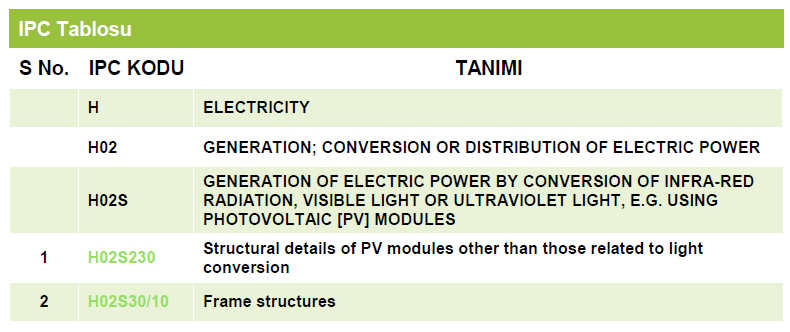 IPC Tablosu
S No. IPC KODU TANIMI
H ELECTRICITY
H02 GENERATION; CONVERSION OR DISTRIBUTION OF ELECTRIC POWER
GENERATION OF ELECTRIC POWER BY CONVERSION OF INFRA-RED
H02S RADIATION, VISIBLE LIGHT OR ULTRAVIOLET LIGHT, E.G. USING
PHOTOVOLTAIC [PV] MODULES
1 H02S230 Structural details of PV modules other than those related to light
conversion
2 H02S30/10 Frame structures